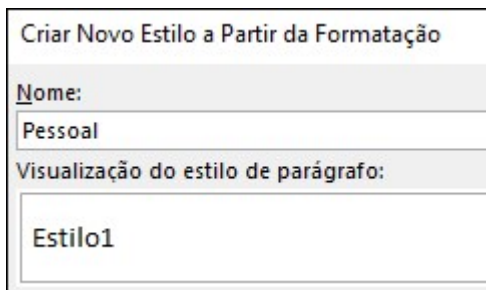 Criar Novo Estilo a Partir da Formatação
Nome:
Pessoal
Visualização do estilo de parágrafo:
Estilo1